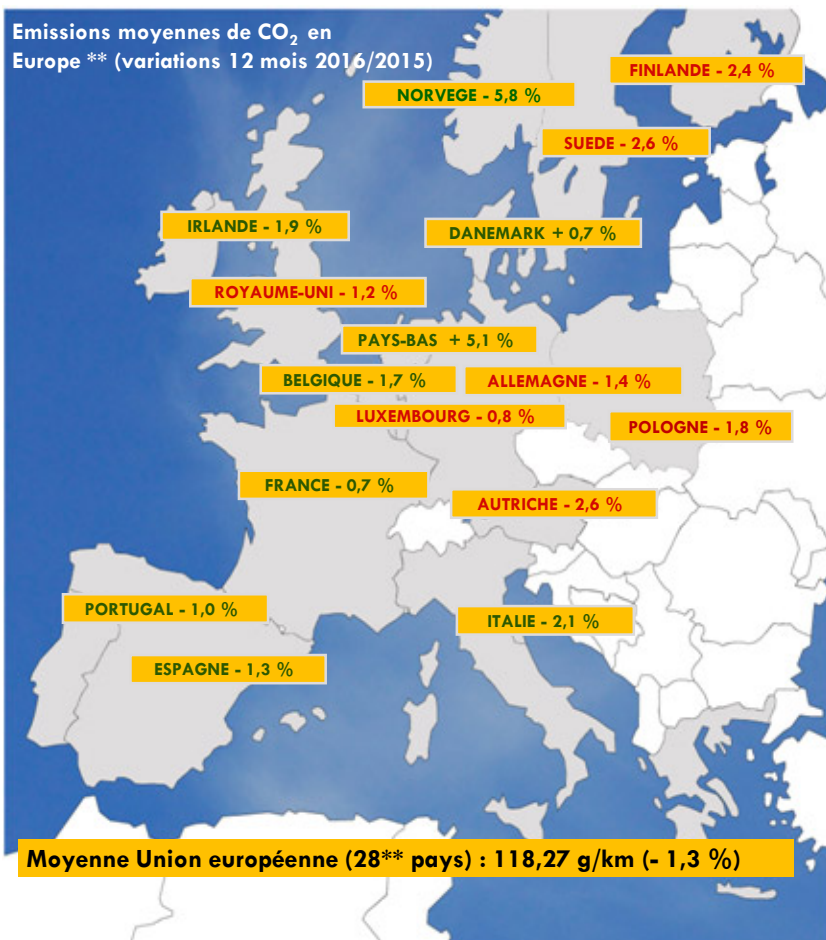 Emissions moyennes de CO₂ en
Europe ** (variations 12 mois 2016/2015)
FINLANDE - 2,4 %
NORVEGE - 5,8 %
SUEDE - 2,6 %
IRLANDE - 1,9 %
DANEMARK + 0,7 %
ROYAUME-UNI - 1,2 %
PAYS-BAS + 5,1 %
BELGIQUE - 1,7 %
ALLEMAGNE - 1,4 %
LUXEMBOURG - 0,8 %
POLOGNE - 1,8 %
FRANCE - 0,7 %
AUTRICHE - 2,6 %
PORTUGAL - 1,0 %
ITALIE - 2,1 %
ESPAGNE - 1,3 %
Moyenne Union européenne (28** pays) : 118,27 g/km (- 1,3 %)